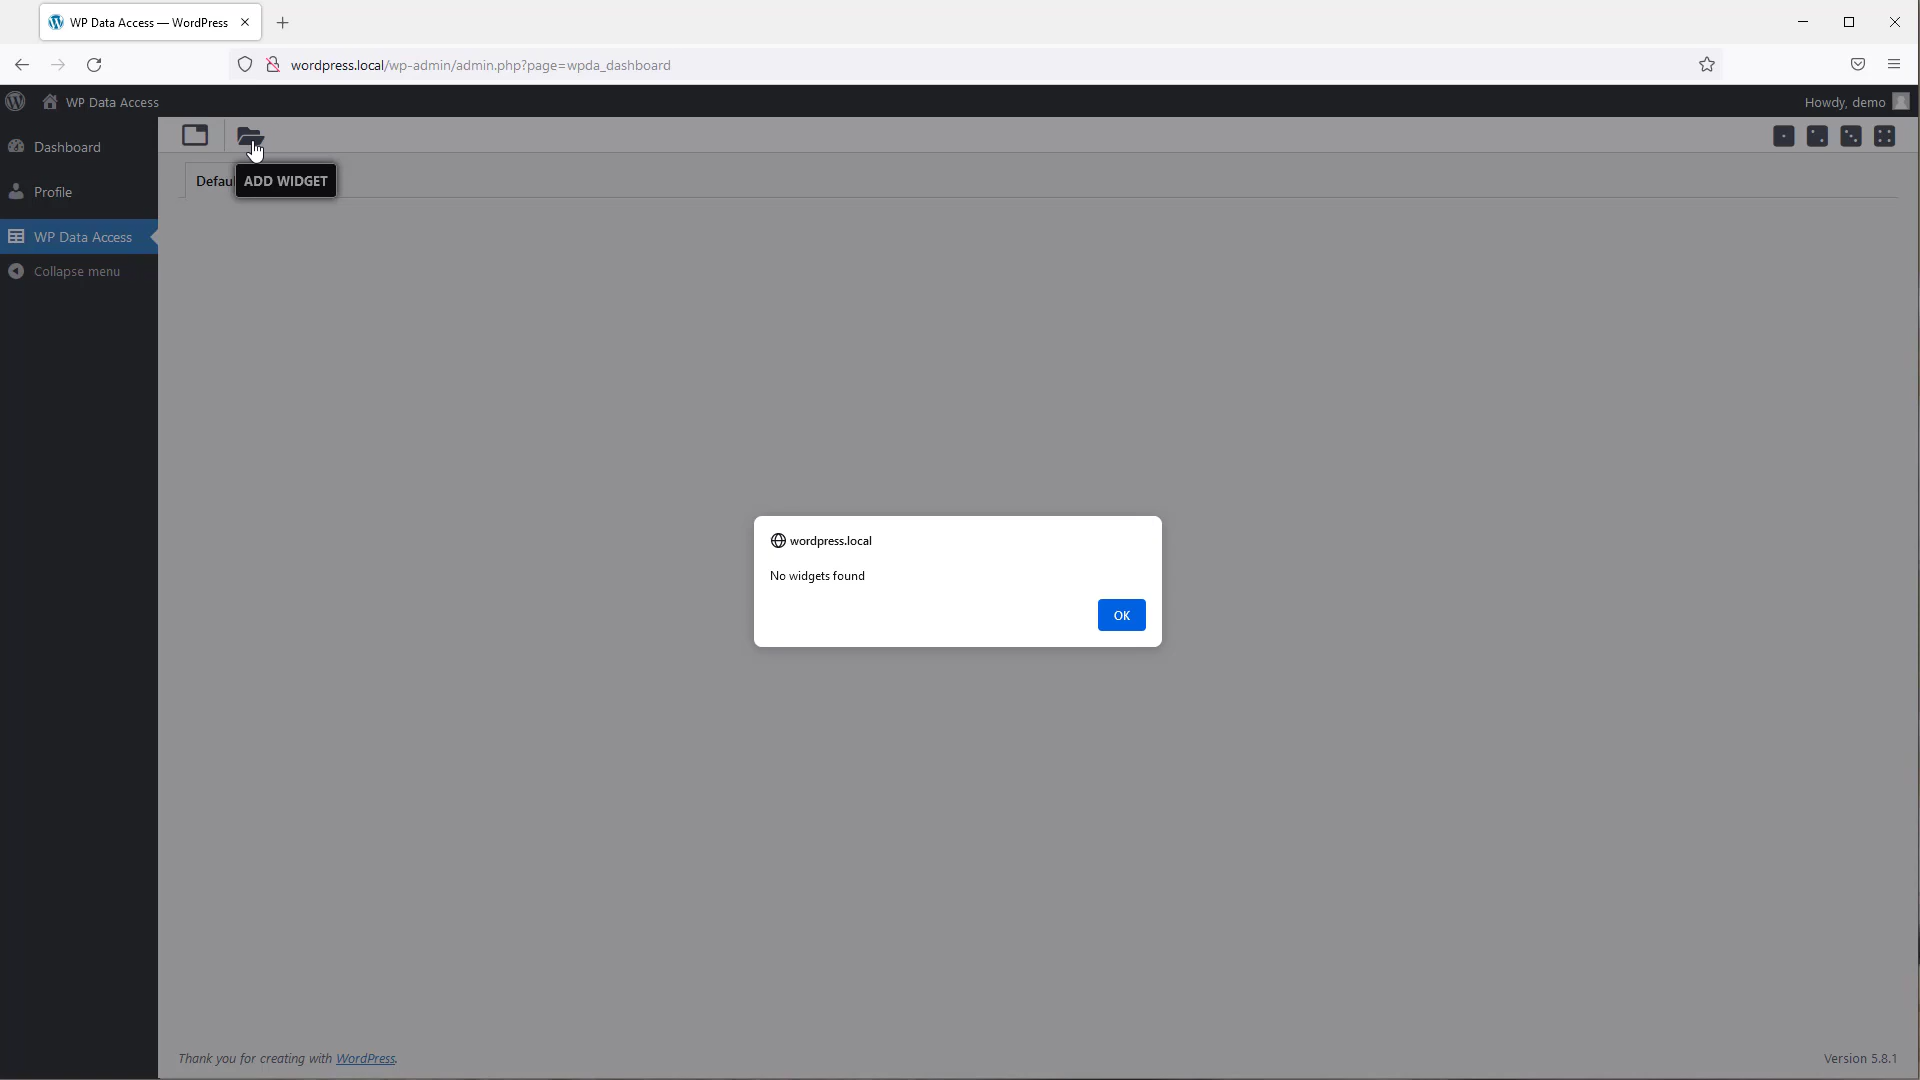 WP Data Access — WordPress
wordpress.local/wp-admin/admin.php?page=wpda_dashboard
WP Data Access
Howdy, demo
Dashboard
Profile
WP Data Access
Collapse menu
Defau
ADD WIDGET
wordpress.local
No widgets found
OK
Thank you for creating with WordPress.
Version 5.8.1